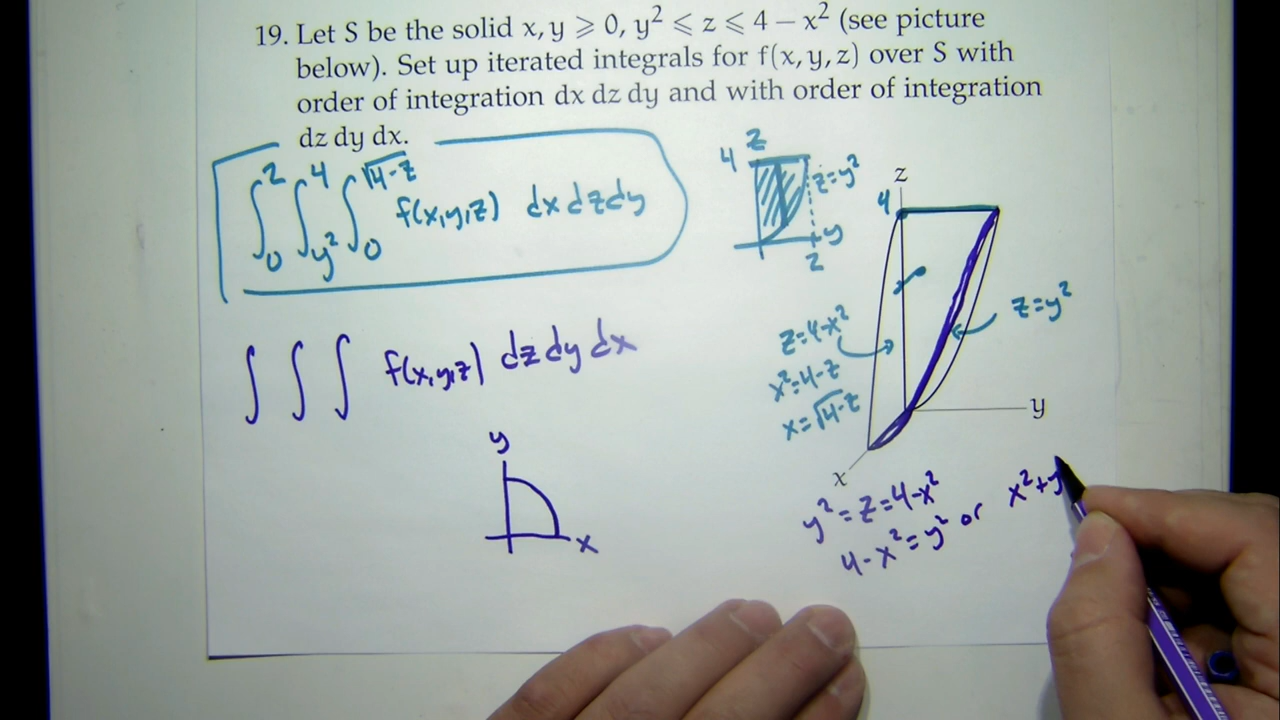 19. Let S be the solid x, y ⩾ 0, y² ⩽ z ⩽ 4 − x² (see picture
below). Set up iterated integrals for f(x, y, z) over S with
order of integration dx dz dy and with order of integration
dz dy dx.
∫₀² ∫_{y²}^4 ∫₀^{√4-z} f(x,y,z) dx dz dy
4 z
z=y²
y
2
z
4
z=y²
z=4-x²
x²=4-z
x=√4-z
y
x
∫ ∫ ∫ f(x,y,z) dz dy dx
y
x
y²=z=4-x²
4-x²=y² or x²+y